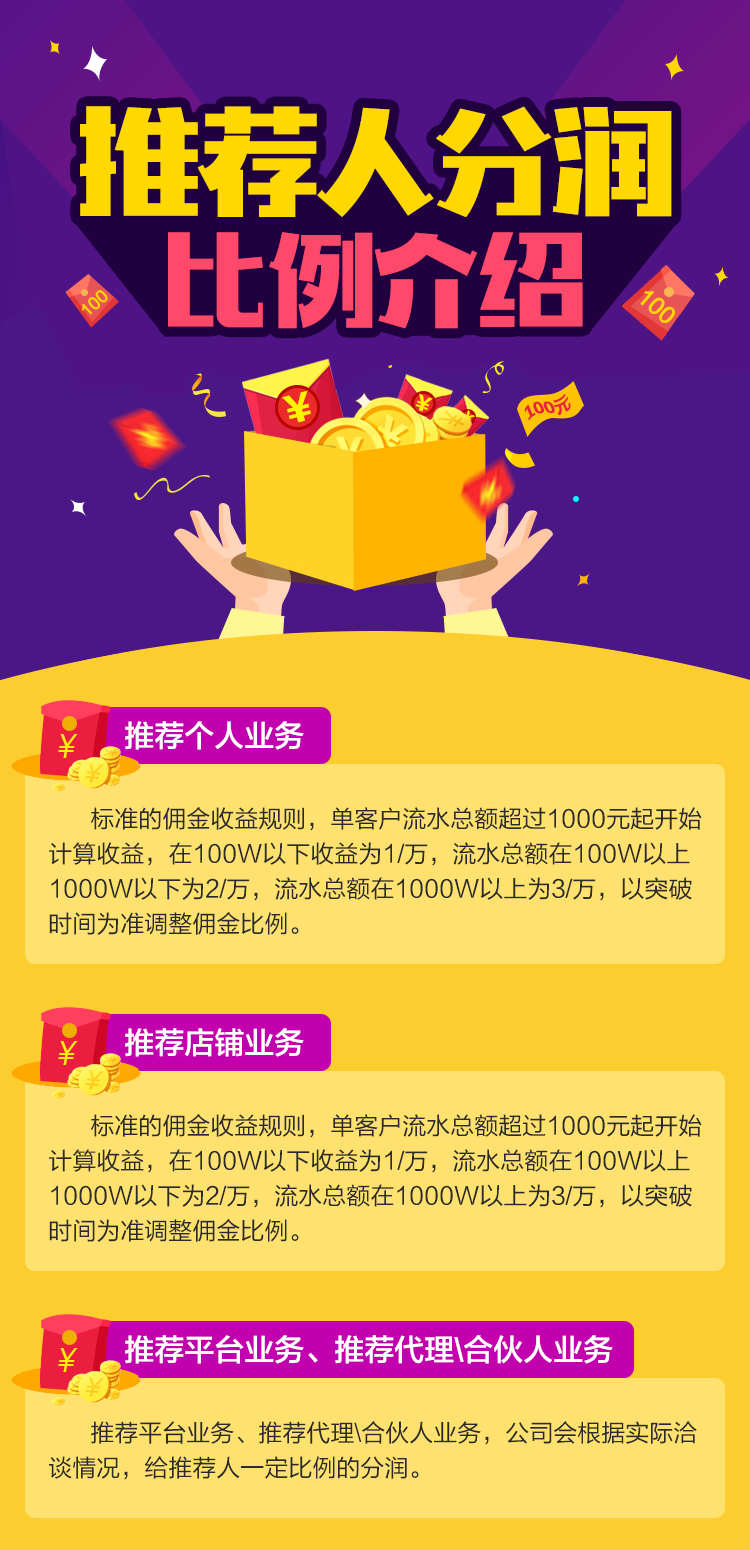 推荐人分润
比例介绍
100
100
¥
¥
100元
推荐个人业务
¥
标准的佣金收益规则，单客户流水总额超过1000元起开始
计算收益，在100W以下收益为1/万，流水总额在100W以上
1000W以下为2/万，流水总额在1000W以上为3/万，以突破
时间为准调整佣金比例。
推荐店铺业务
¥
标准的佣金收益规则，单客户流水总额超过1000元起开始
计算收益，在100W以下收益为1/万，流水总额在100W以上
1000W以下为2/万，流水总额在1000W以上为3/万，以突破
时间为准调整佣金比例。
推荐平台业务、推荐代理\合伙人业务
¥
推荐平台业务、推荐代理\合伙人业务，公司会根据实际洽
谈情况，给推荐人一定比例的分润。